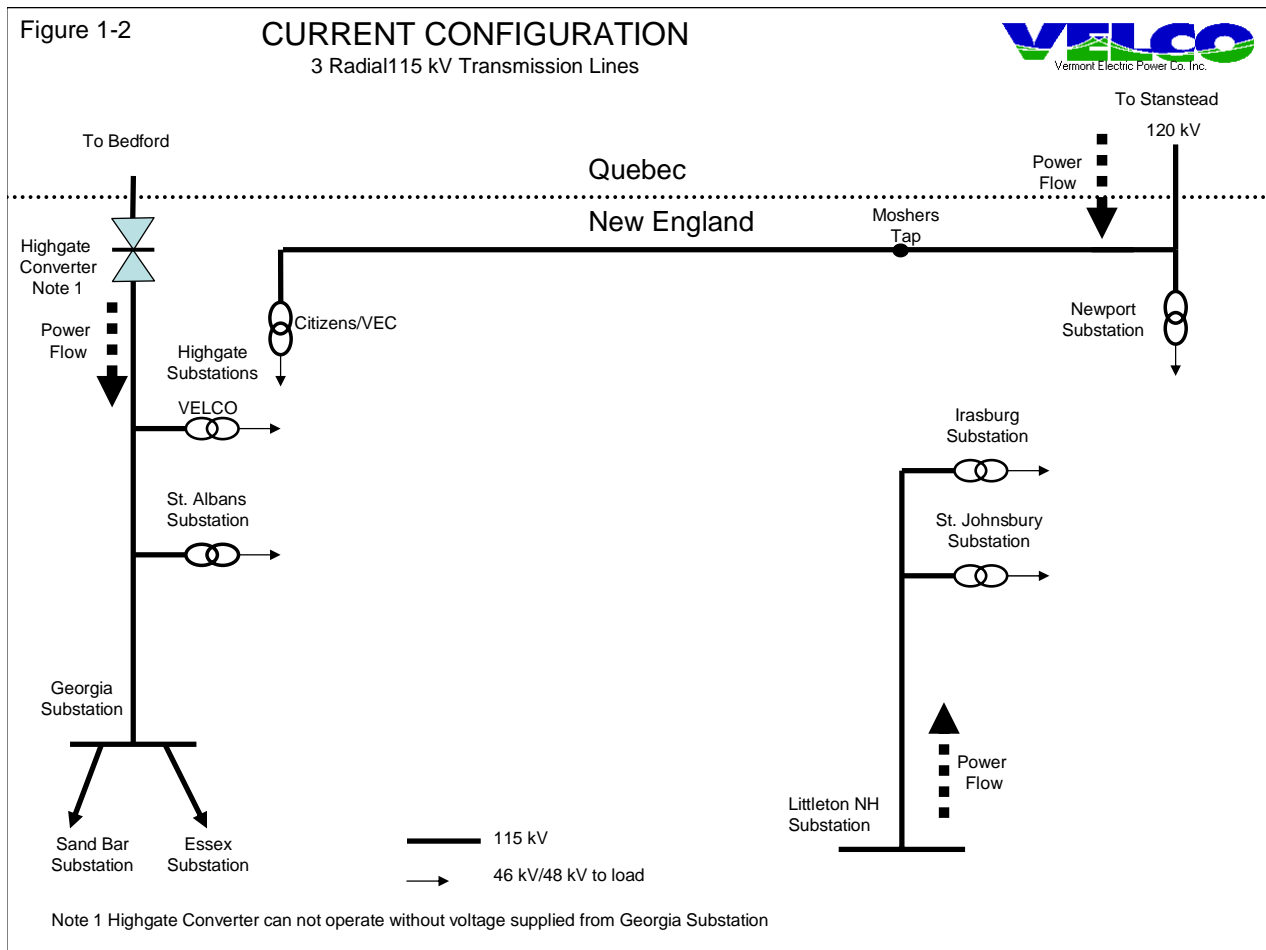 Figure 1-2
CURRENT CONFIGURATION
3 Radial115 kV Transmission Lines
VELCO
Vermont Electric Power Co. Inc.
To Stanstead
120 kV
To Bedford
Power
Flow
Quebec
New England
Moshers
Tap
Highgate
Converter
Note 1
Power
Flow
Citizens/VEC
Newport
Substation
Highgate
Substations
VELCO
Irasburg
Substation
St. Albans
Substation
St. Johnsbury
Substation
Georgia
Substation
Power
Flow
Littleton NH
Substation
Sand Bar
Substation
Essex
Substation
115 kV
46 kV/48 kV to load
Note 1 Highgate Converter can not operate without voltage supplied from Georgia Substation